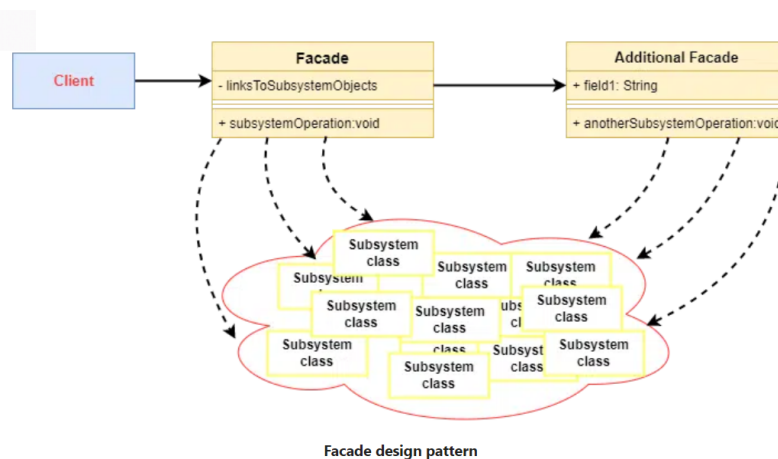 Client
Facade
- linksToSubsystemObjects
+ subsystemOperation:void
Additional Facade
+ field1: String
+ anotherSubsystemOperation:void
Subsystem
class
Subsystem
Subsystem
class
Subsystem
class
Subsystem
class
Subsystem
class
Subsystem
class
Subsystem
class
class
Subsystem
class
class
Subsystem
class
Facade design pattern